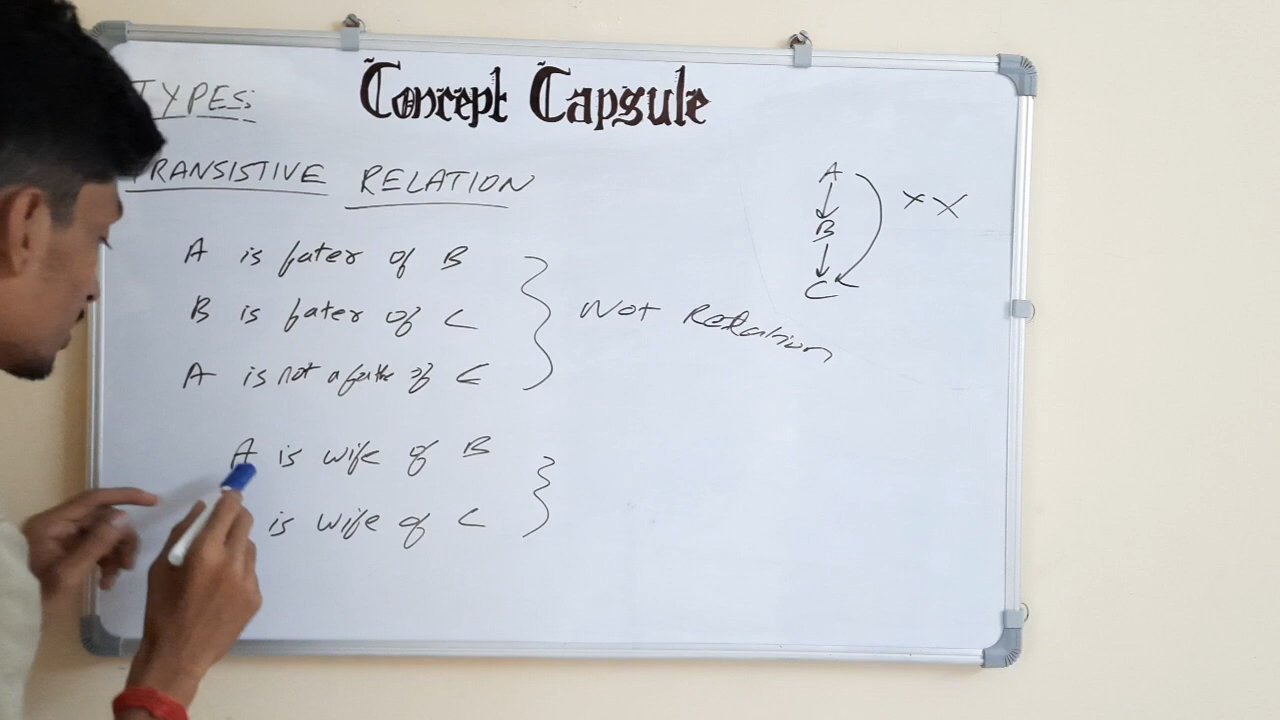 TYPES:
Concept Capsule
TRANSISTIVE RELATION
A is fater of B
B is fater of C
A is not a fathe of C
Not Relation
A is wife of B
is wife of C
A
B
C
x X